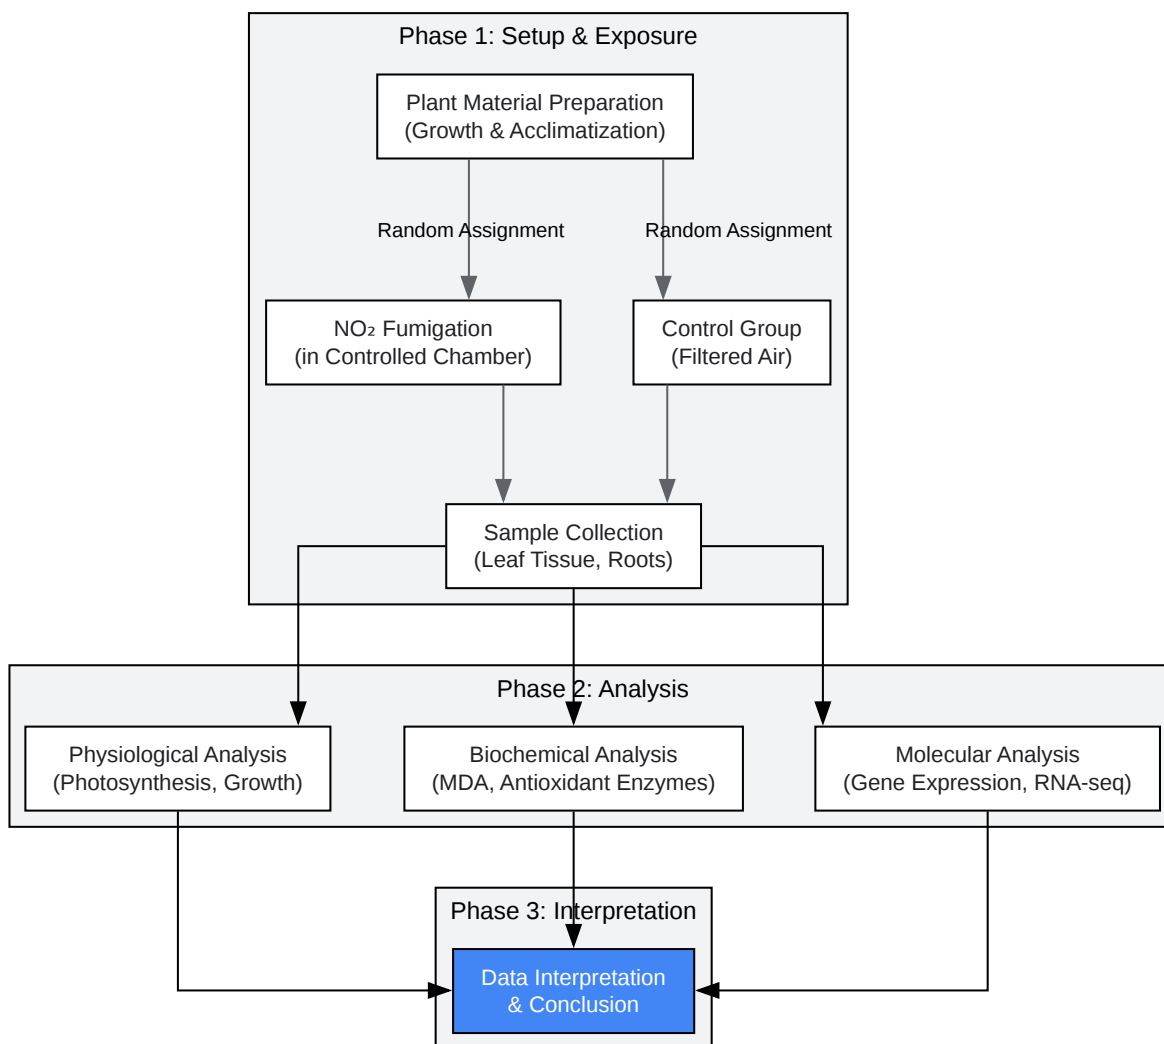 Phase 1: Setup & Exposure
Plant Material Preparation
(Growth & Acclimatization)
Random Assignment
Random Assignment
NO₂ Fumigation
(in Controlled Chamber)
Control Group
(Filtered Air)
Sample Collection
(Leaf Tissue, Roots)
Phase 2: Analysis
Physiological Analysis
(Photosynthesis, Growth)
Biochemical Analysis
(MDA, Antioxidant Enzymes)
Molecular Analysis
(Gene Expression, RNA-seq)
Phase 3: Interpretation
Data Interpretation
& Conclusion